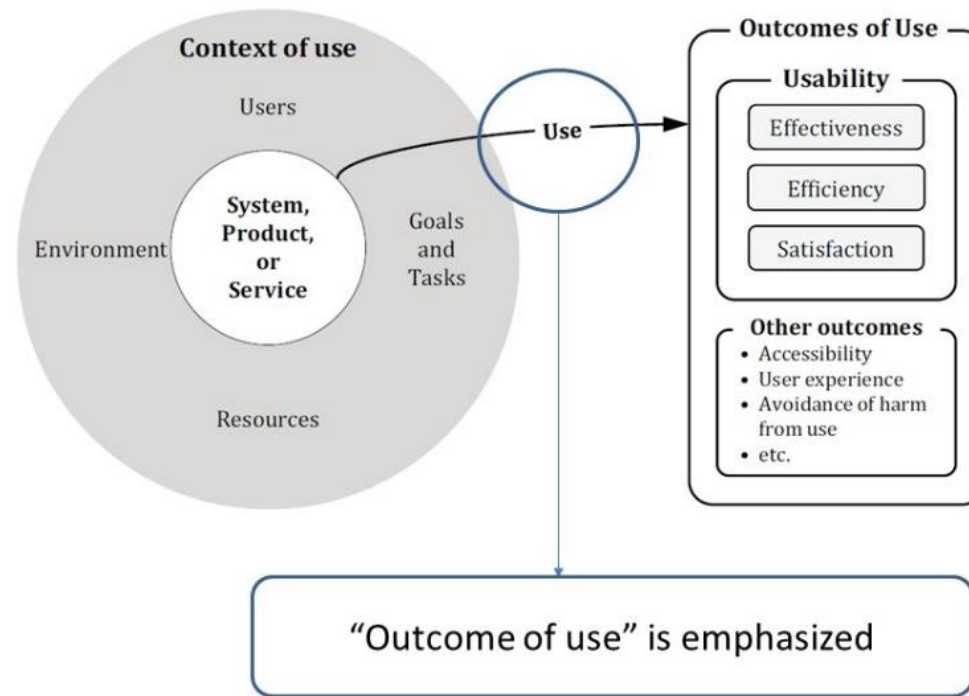 Context of use
Users
System,
Product,
or
Service
Environment
Goals
and
Tasks
Resources
Use
Outcomes of Use
Usability
Effectiveness
Efficiency
Satisfaction
Other outcomes
• Accessibility
• User experience
• Avoidance of harm
from use
• etc.
“Outcome of use” is emphasized